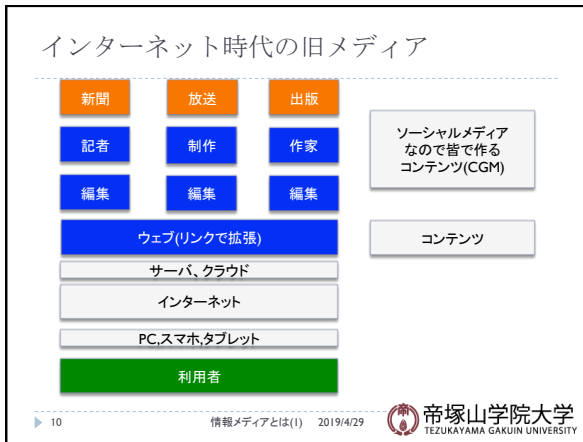 インターネット時代の旧メディア
新聞 放送 出版
記者 制作 作家
編集 編集 編集
ソーシャルメディア
なので皆で作る
コンテンツ(CGM)
ウェブ(リンクで拡張)
コンテンツ
サーバ、クラウド
インターネット
PC,スマホ,タブレット
利用者
10 情報メディアとは(1) 2019/4/29
帝塚山学院大学
TEZUKAYAMA GAKUIN UNIVERSITY